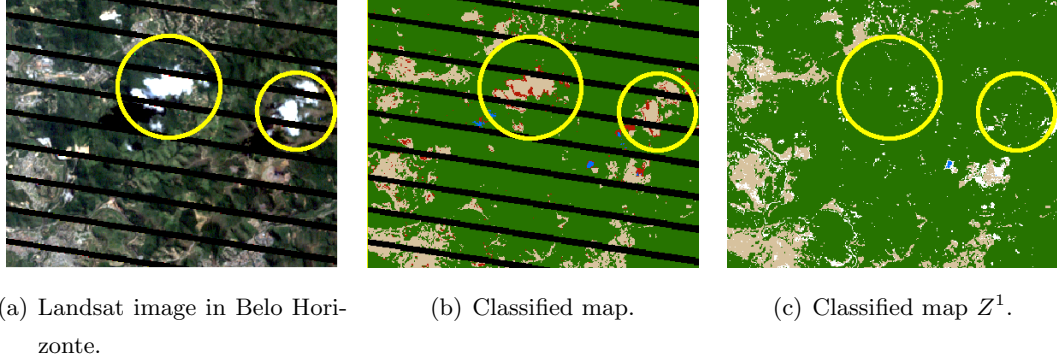 (a) Landsat image in Belo Hori-
zonte.
(b) Classified map.
(c) Classified map Z¹.